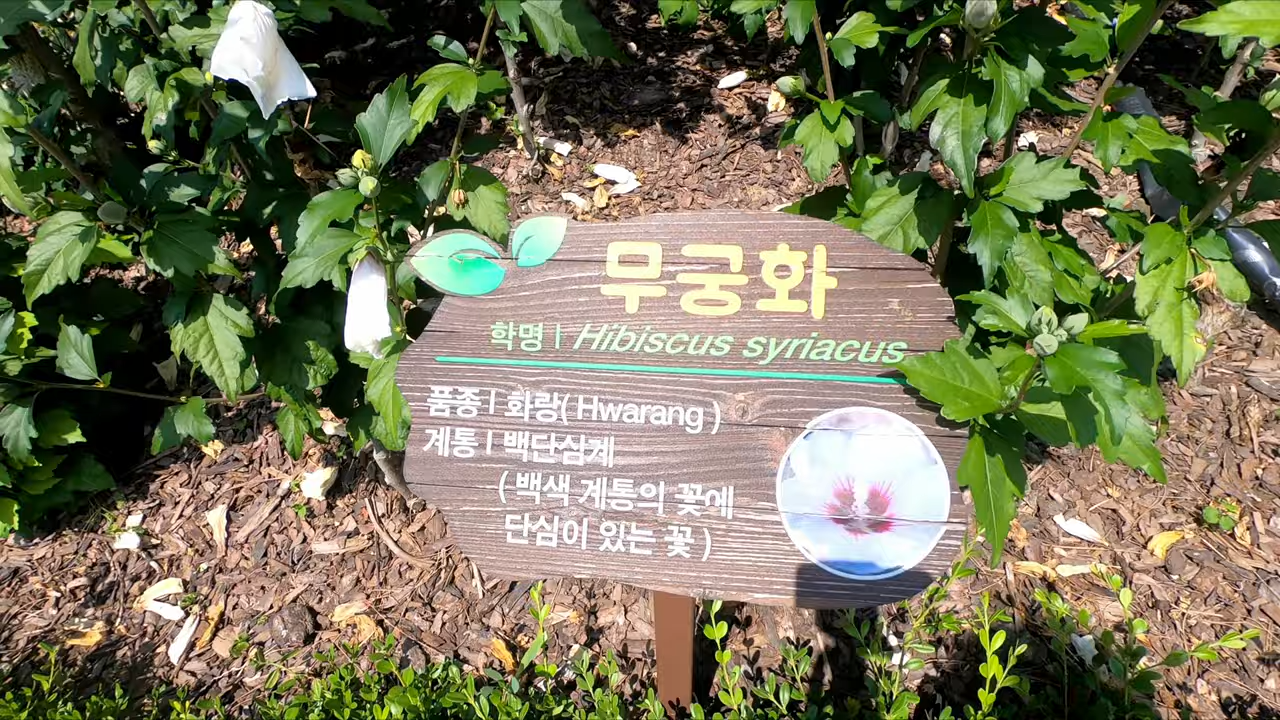 무궁화
학명 | Hibiscus syriacus
품종 | 화랑( Hwarang )
계통 | 백단심계
( 백색 계통의 꽃에
단심이 있는 꽃 )